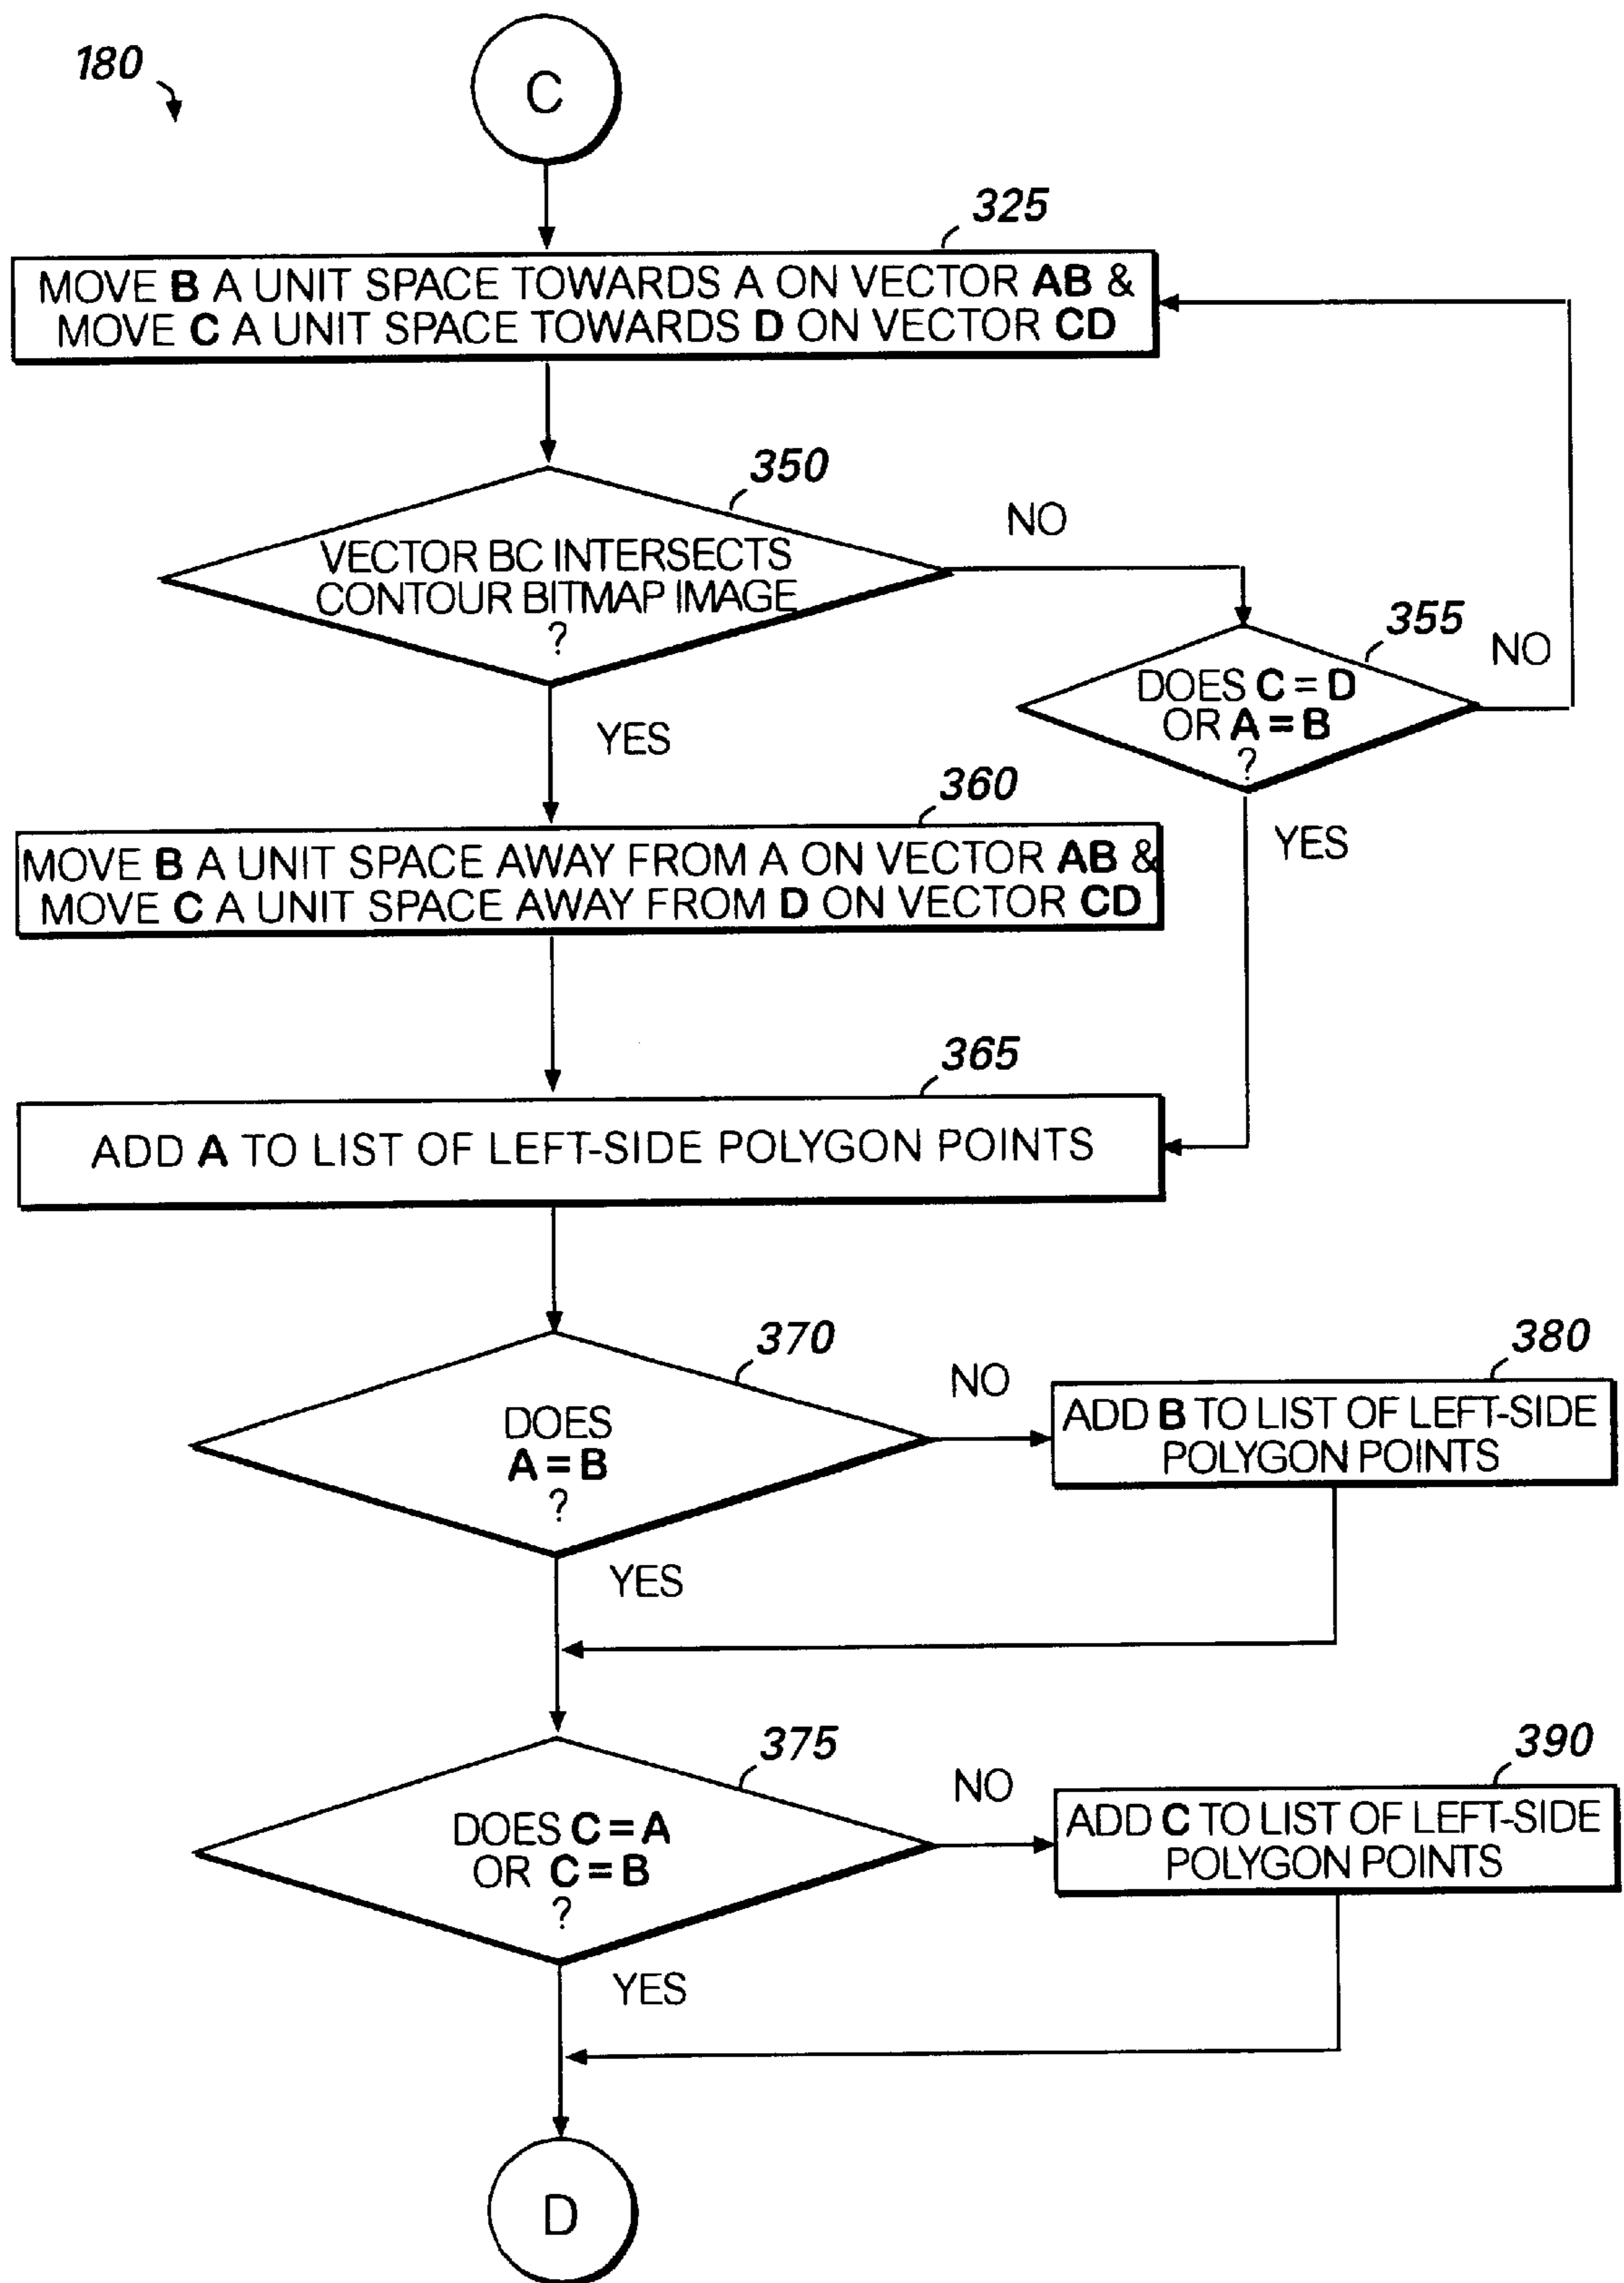 180
C
325
MOVE B A UNIT SPACE TOWARDS A ON VECTOR AB &
MOVE C A UNIT SPACE TOWARDS D ON VECTOR CD
350
NO
VECTOR BC INTERSECTS
CONTOUR BITMAP IMAGE
?
355
NO
DOES C = D
OR A = B
?
YES
YES
360
MOVE B A UNIT SPACE AWAY FROM A ON VECTOR AB &
MOVE C A UNIT SPACE AWAY FROM D ON VECTOR CD
365
ADD A TO LIST OF LEFT-SIDE POLYGON POINTS
370
NO
380
DOES
A = B
?
ADD B TO LIST OF LEFT-SIDE
POLYGON POINTS
YES
375
NO
390
DOES C = A
OR C = B
?
ADD C TO LIST OF LEFT-SIDE
POLYGON POINTS
YES
D